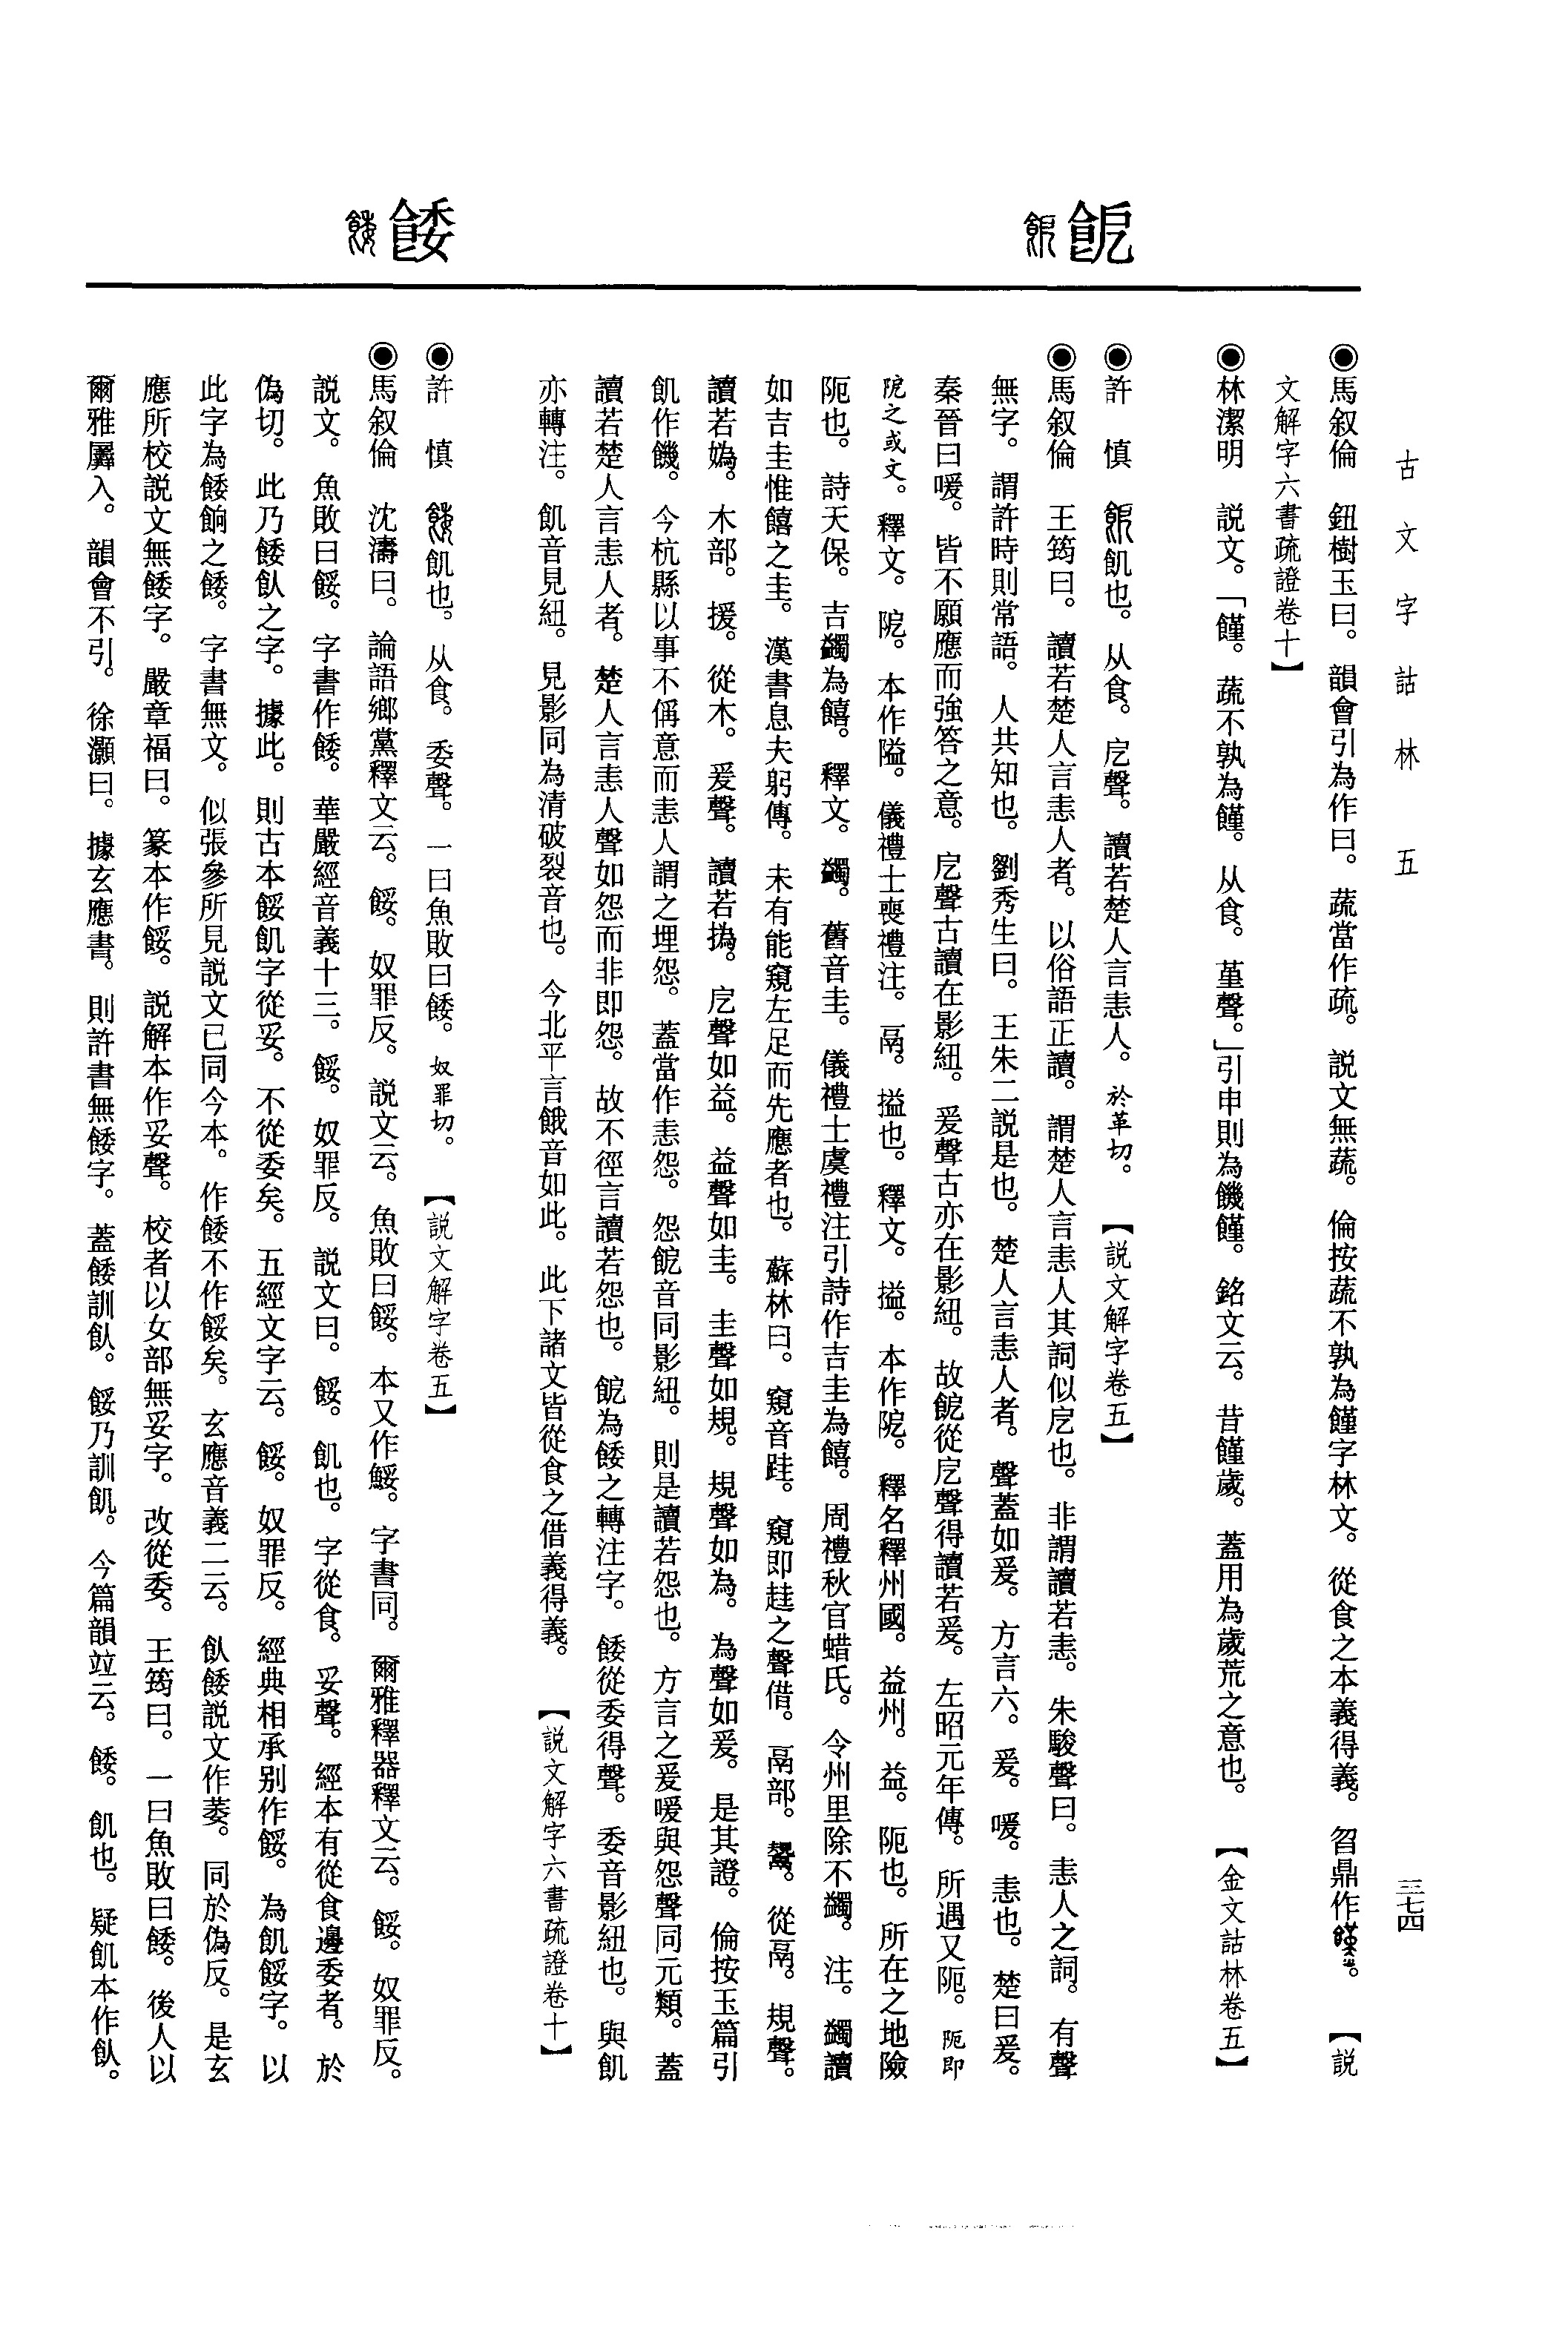 古文字詁林　五
三七四
◉馬叙倫　鈕樹玉曰。韻會引為作曰。蔬當作疏。説文無蔬。倫按蔬不孰為饉字林文。從食之本義得義。曶鼎作。【説
文解字六書疏證卷十】
◉林潔明　説文。「饉。蔬不孰為饉。从食。堇聲。」引申則為饑饉。銘文云。昔饉歲。蓋用為歲荒之意也。【金文詁林卷五】
䬵
◉許　慎　飢也。从食。戹聲。讀若楚人言恚人。於革切。【説文解字卷五】
◉馬叙倫　王筠曰。讀若楚人言恚人者。以俗語正讀。謂楚人言恚人其詞似戹也。非謂讀若恚。朱駿聲曰。恚人之詞。有聲
無字。謂許時則常語。人共知也。劉秀生曰。王朱二説是也。楚人言恚人者。聲蓋如爰。方言六。爰。喛。恚也。楚曰爰。
秦晉曰喛。皆不願應而強答之意。戹聲古讀在影紐。爰聲古亦在影紐。故䬵從戹聲得讀若爰。左昭元年傳。所遇又阨。阨即
阸之或文。釋文。阸。本作隘。儀禮士喪禮注。鬲。搤也。釋文。搤。本作阸。釋名釋州國。益州。益。阨也。所在之地險
阨也。詩天保。吉蠲為饎。釋文。蠲。舊音圭。儀禮士虞禮注引詩作吉圭為饎。周禮秋官蜡氏。令州里除不蠲。注。蠲讀
如吉圭惟饎之圭。漢書息夫躬傳。未有能窺左足而先應者也。蘇林曰。窺音跬。窺即䞨之聲借。鬲部。鬹。從鬲。規聲。
讀若媯。木部。援。從木。爰聲。讀若撝。戹聲如益。益聲如圭。圭聲如規。規聲如為。為聲如爰。是其證。倫按玉篇引
飢作饑。今杭縣以事不偁意而恚人謂之埋怨。蓋當作恚怨。怨䬵音同影紐。則是讀若怨也。方言之爰喛與怨聲同元類。蓋
讀若楚人言恚人者。楚人言恚人聲如怨而非即怨。故不徑言讀若怨也。䬵為餧之轉注字。餧從委得聲。委音影紐也。與飢
亦轉注。飢音見紐。見影同為清破裂音也。今北平言餓音如此。此下諸文皆從食之借義得義。【説文解字六書疏證卷十】
餧
◉許　慎　飢也。从食。委聲。一曰魚敗曰餧。奴罪切。【説文解字卷五】
◉馬叙倫　沈濤曰。論語鄉黨釋文云。餒。奴罪反。説文云。魚敗曰餒。本又作鮾。字書同。爾雅釋器釋文云。餒。奴罪反。
説文。魚敗曰餒。字書作餧。華嚴經音義十三。餒。奴罪反。説文曰。餒。飢也。字從食。妥聲。經本有從食邊委者。於
偽切。此乃餧飤之字。據此。則古本餒飢字從妥。不從委矣。五經文字云。餒。奴罪反。經典相承别作餒。為飢餒字。以
此字為餧餉之餧。字書無文。似張參所見説文已同今本。作餧不作餒矣。玄應音義二云。飤餧説文作萎。同於偽反。是玄
應所校説文無餧字。嚴章福曰。篆本作餒。説解本作妥聲。校者以女部無妥字。改從委。王筠曰。一曰魚敗曰餧。後人以
爾雅羼入。韻會不引。徐灝曰。據玄應書。則許書無餧字。蓋餧訓飤。餒乃訓飢。今篇韻竝云。餧。飢也。疑飢本作飤。